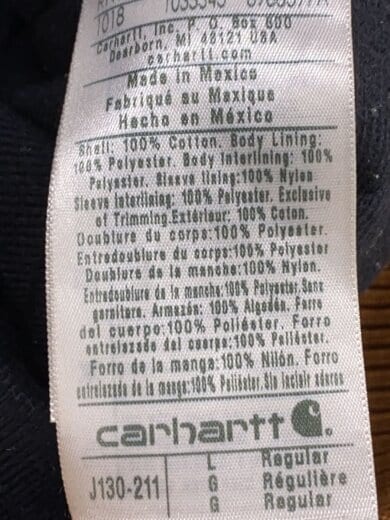 1018
Carhartt, Inc. P. O. Box 600
Dearborn, MI 48121 USA
carhartt.com
Made in Mexico
Fabriqué au Mexique
Hecho en México
Shell: 100% Cotton. Body Lining:
100% Polyester. Body Interlining: 100%
Polyester. Sleeve lining:100% Nylon
Sleeve Interlining: 100% Polyester. Exclusive
of Trimming.Extérieur: 100% Coton.
Doublure du corps:100% Polyester.
Entredoublure du corps:100% Polyester
Doublure de la manche:100% Nylon.
Entredoublure de la manche:100% Polyester.Sans
garniture. Armazón: 100% Algodón. Forro
del cuerpo:100% Poliéster. Forro
entrelazado del cuerpo:100% Poliéster.
Forro de la manga:100% Nilón. Forro
entrelazado de la manga:100% Poliéster.Sin incluir adornos
carhartt
J130-211
L Regular
G Régulière
G Regular